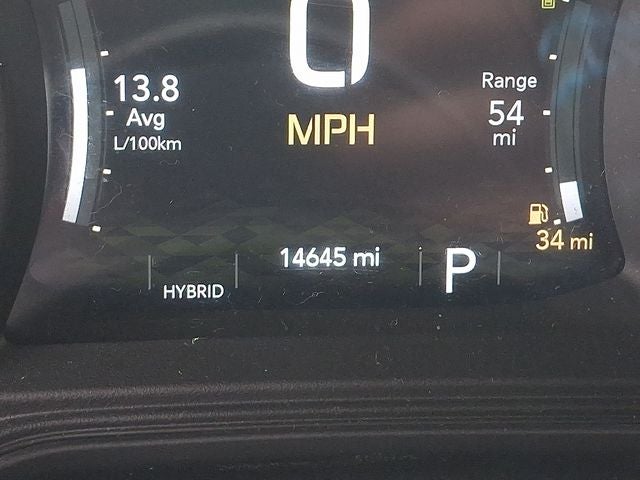 0
MPH
13.8
Avg
L/100km
Range
54
mi
34 mi
14645 mi
HYBRID
P